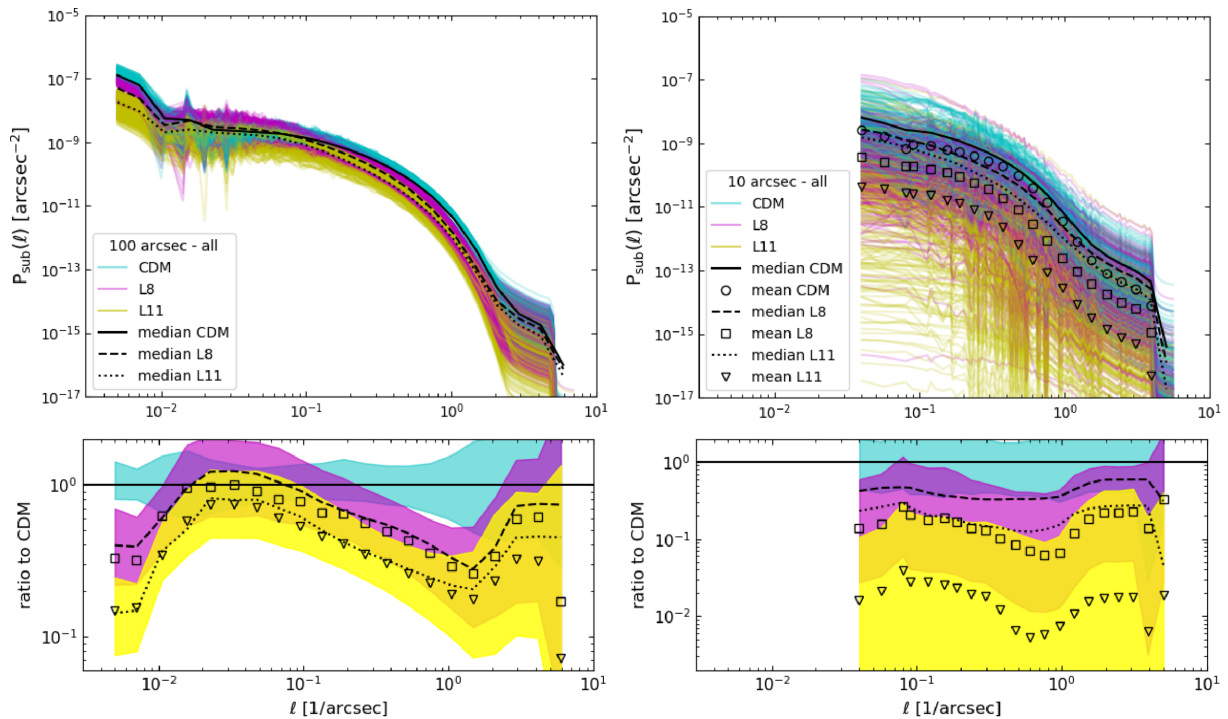 10⁻⁵
10⁻⁷
10⁻⁹
10⁻¹¹
10⁻¹³
10⁻¹⁵
10⁻¹⁷
P_sub(ℓ) [arcsec⁻²]
100 arcsec - all
CDM
L8
L11
median CDM
median L8
median L11
10⁻² 10⁻¹ 10⁰ 10¹
10⁻⁵
10⁻⁷
10⁻⁹
10⁻¹¹
10⁻¹³
10⁻¹⁵
10⁻¹⁷
P_sub(ℓ) [arcsec⁻²]
10 arcsec - all
CDM
L8
L11
median CDM
mean CDM
median L8
mean L8
median L11
mean L11
10⁻² 10⁻¹ 10⁰ 10¹
10⁰
10⁻¹
ratio to CDM
10⁻² 10⁻¹ 10⁰ 10¹
ℓ [1/arcsec]
10⁰
10⁻¹
10⁻²
ratio to CDM
10⁻² 10⁻¹ 10⁰ 10¹
ℓ [1/arcsec]